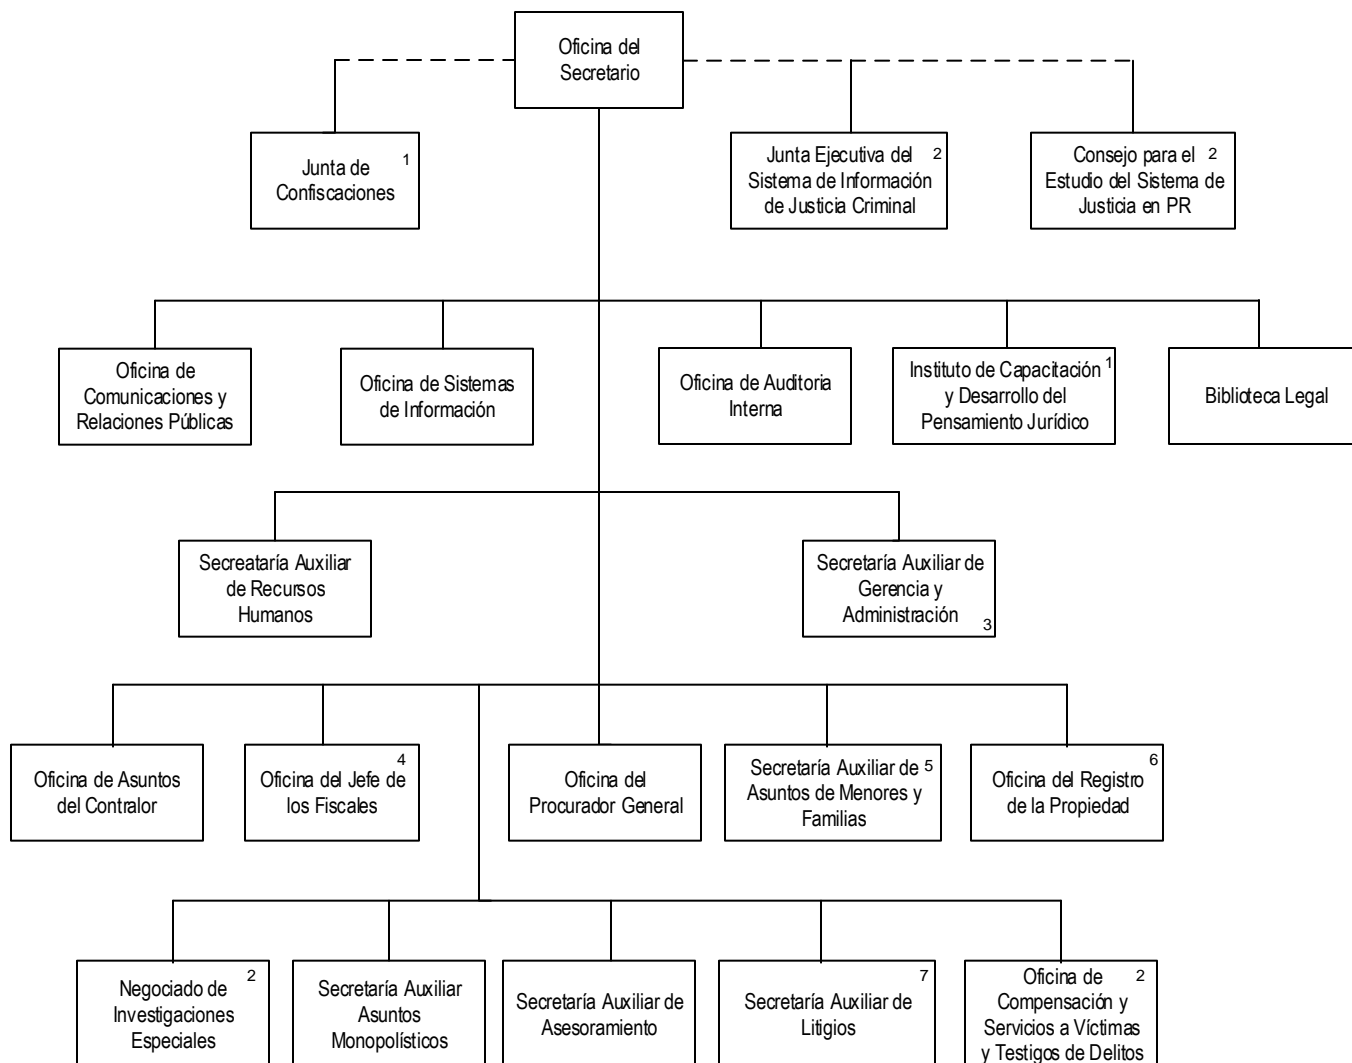 Oficina del
Secretario
Junta de 1
Confiscaciones
Junta Ejecutiva del 2
Sistema de Información
de Justicia Criminal
Consejo para el 2
Estudio del Sistema de
Justicia en PR
Oficina de
Comunicaciones y
Relaciones Públicas
Oficina de Sistemas
de Información
Oficina de Auditoria
Interna
Instituto de Capacitación 1
y Desarrollo del
Pensamiento Jurídico
Biblioteca Legal
Secreataría Auxiliar
de Recursos
Humanos
Secretaría Auxiliar de
Gerencia y
Administración
3
Oficina de Asuntos
del Contralor
4
Oficina del Jefe de
los Fiscales
Oficina del
Procurador General
Secretaría Auxiliar de 5
Asuntos de Menores y
Familias
6
Oficina del Registro
de la Propiedad
2
Negociado de
Investigaciones
Especiales
Secretaría Auxiliar
Asuntos
Monopolísticos
Secretaría Auxiliar de
Asesoramiento
7
Secretaría Auxiliar de
Litigios
Oficina de 2
Compensación y
Servicios a Víctimas
y Testigos de Delitos